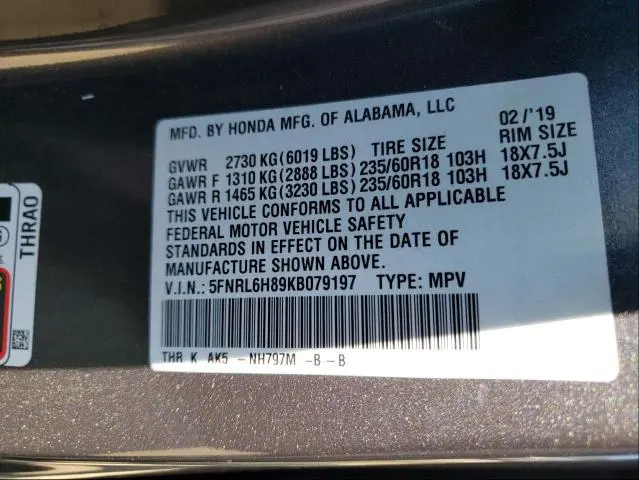 MFD. BY HONDA MFG. OF ALABAMA, LLC 02/'19
GVWR 2730 KG(6019 LBS) TIRE SIZE RIM SIZE
GAWR F 1310 KG(2888 LBS)235/60R18 103H 18X7.5J
GAWR R 1465 KG(3230 LBS)235/60R18 103H 18X7.5J
THIS VEHICLE CONFORMS TO ALL APPLICABLE
FEDERAL MOTOR VEHICLE SAFETY
STANDARDS IN EFFECT ON THE DATE OF
MANUFACTURE SHOWN ABOVE.
V.I.N.: 5FNRL6H89KB079197 TYPE: MPV
THR K AK5 -NH797M -B-B
THRA0